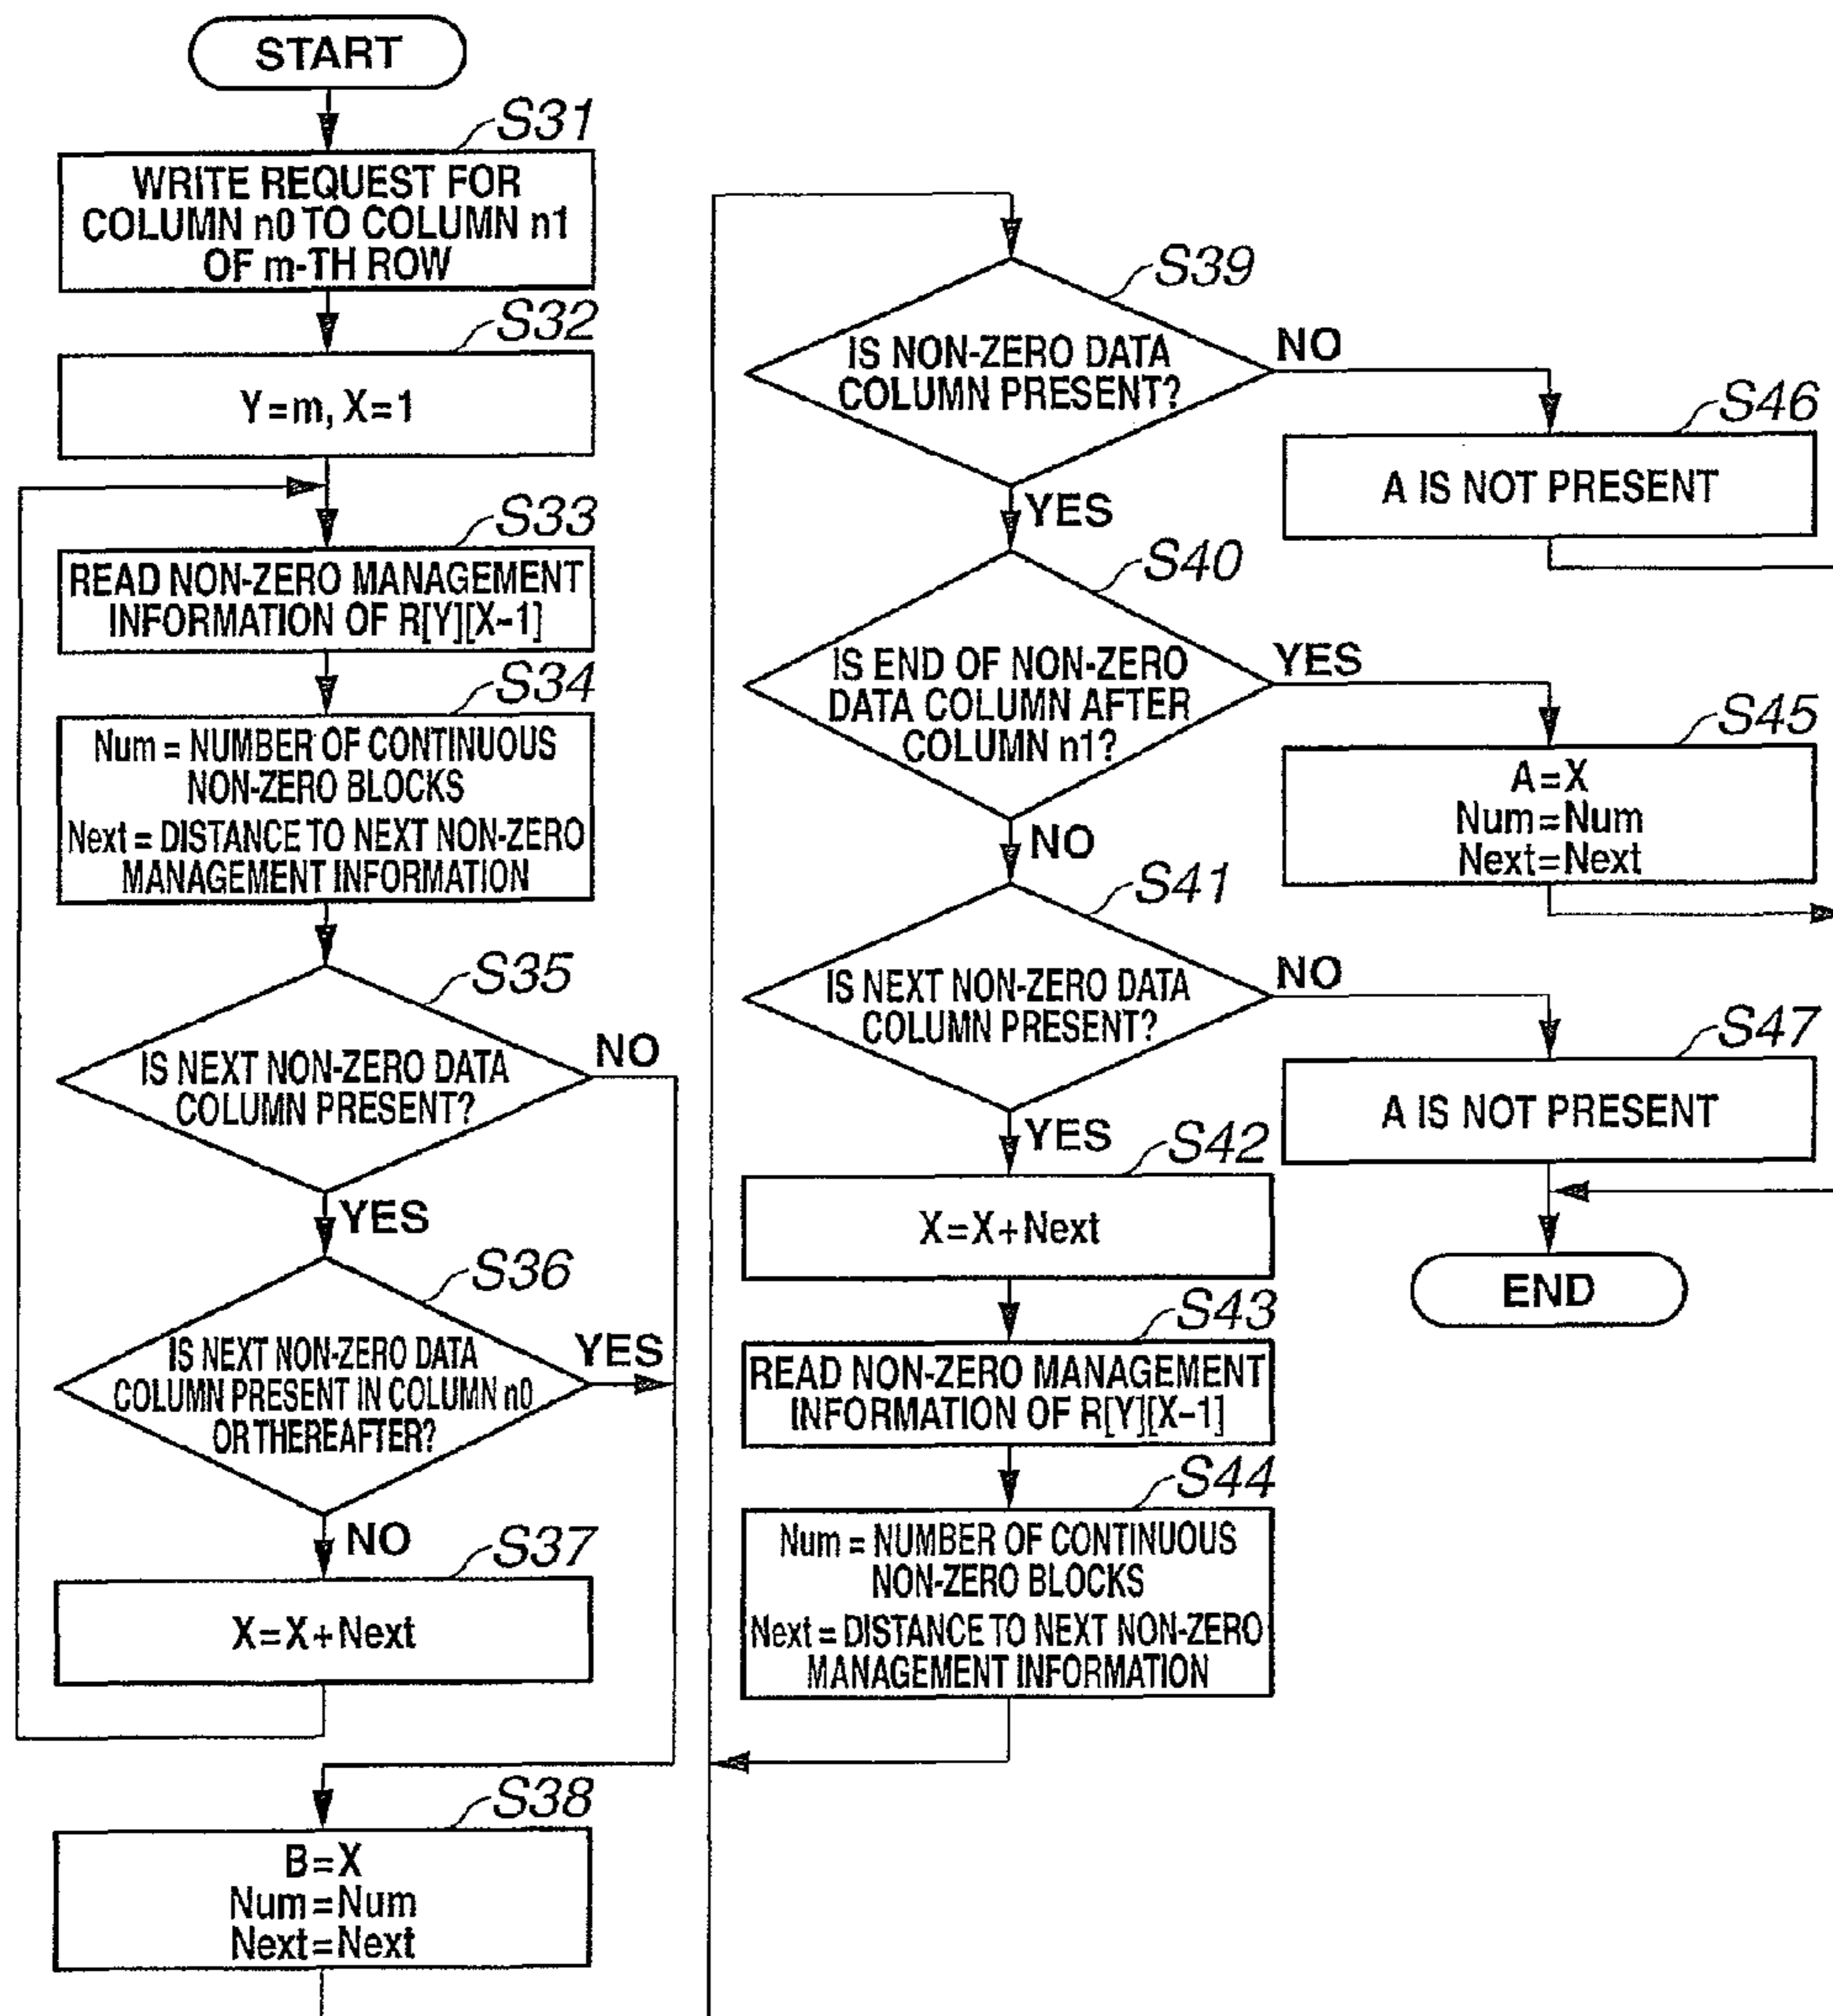 START
S31
WRITE REQUEST FOR
COLUMN n0 TO COLUMN n1
OF m-TH ROW
S32
Y=m, X=1
S33
READ NON-ZERO MANAGEMENT
INFORMATION OF R[Y][X-1]
S34
Num = NUMBER OF CONTINUOUS
NON-ZERO BLOCKS
Next = DISTANCE TO NEXT NON-ZERO
MANAGEMENT INFORMATION
S35
IS NEXT NON-ZERO DATA
COLUMN PRESENT?
NO
YES
S36
IS NEXT NON-ZERO DATA
COLUMN PRESENT IN COLUMN n0
OR THEREAFTER?
YES
NO
S37
X=X+Next
S38
B=X
Num=Num
Next=Next
S39
IS NON-ZERO DATA
COLUMN PRESENT?
NO
YES
S46
A IS NOT PRESENT
S40
IS END OF NON-ZERO
DATA COLUMN AFTER
COLUMN n1?
YES
NO
S45
A=X
Num=Num
Next=Next
S41
IS NEXT NON-ZERO DATA
COLUMN PRESENT?
NO
YES
S47
A IS NOT PRESENT
S42
X=X+Next
END
S43
READ NON-ZERO MANAGEMENT
INFORMATION OF R[Y][X-1]
S44
Num = NUMBER OF CONTINUOUS
NON-ZERO BLOCKS
Next = DISTANCE TO NEXT NON-ZERO
MANAGEMENT INFORMATION